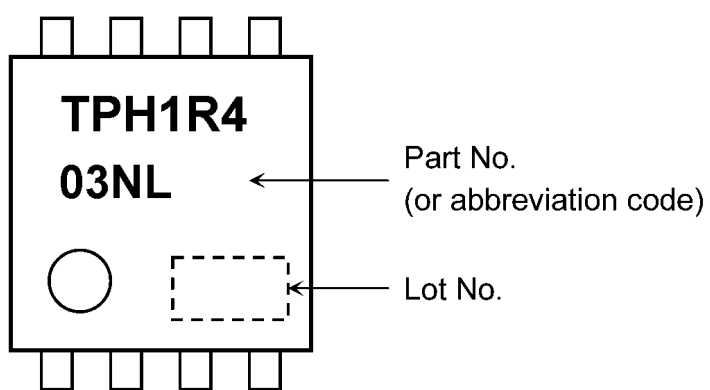 TPH1R4
03NL
Part No.
(or abbreviation code)
Lot No.